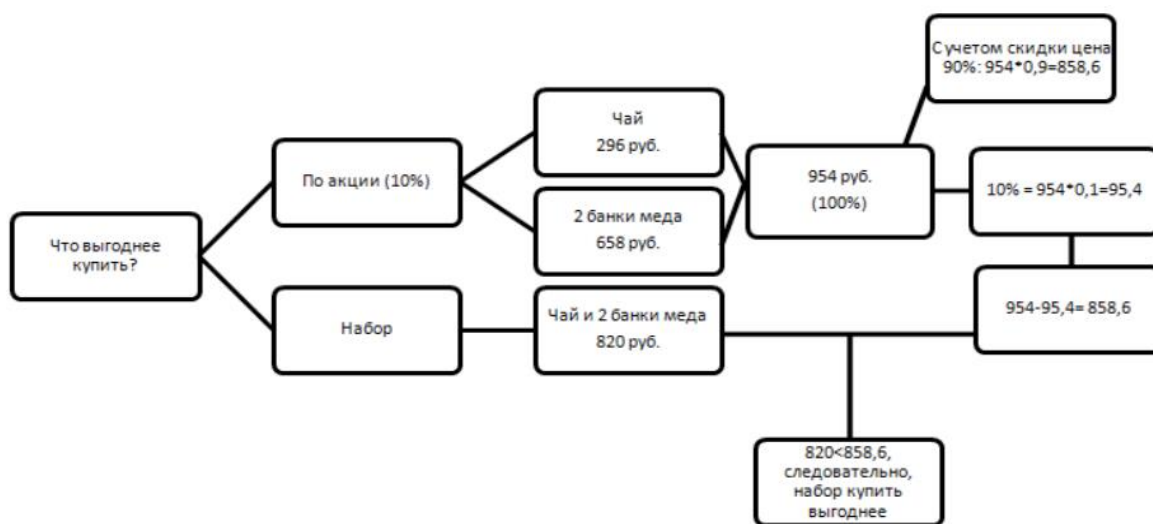 Что выгоднее
купить?
По акции (10%)
Набор
Чай
296 руб.
2 банки меда
658 руб.
Чай и 2 банки меда
820 руб.
954 руб.
(100%)
С учетом скидки цена
90%: 954*0,9=858,6
10% = 954*0,1=95,4
954-95,4= 858,6
820<858,6,
следовательно,
набор купить
выгоднее